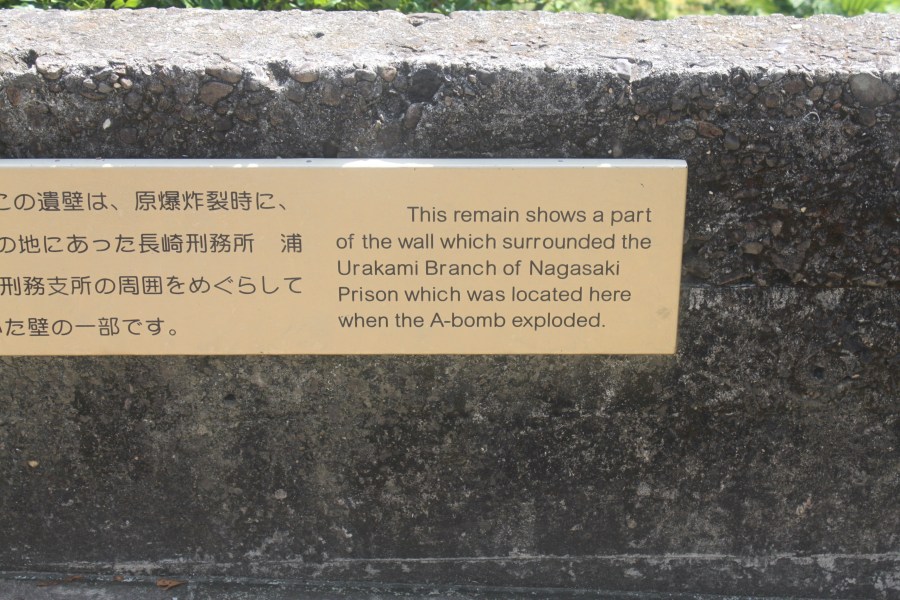 この遺壁は、原爆炸裂時に、
の地にあった長崎刑務所　浦
刑務支所の周囲をめぐらして
いた壁の一部です。
This remain shows a part
of the wall which surrounded the
Urakami Branch of Nagasaki
Prison which was located here
when the A-bomb exploded.